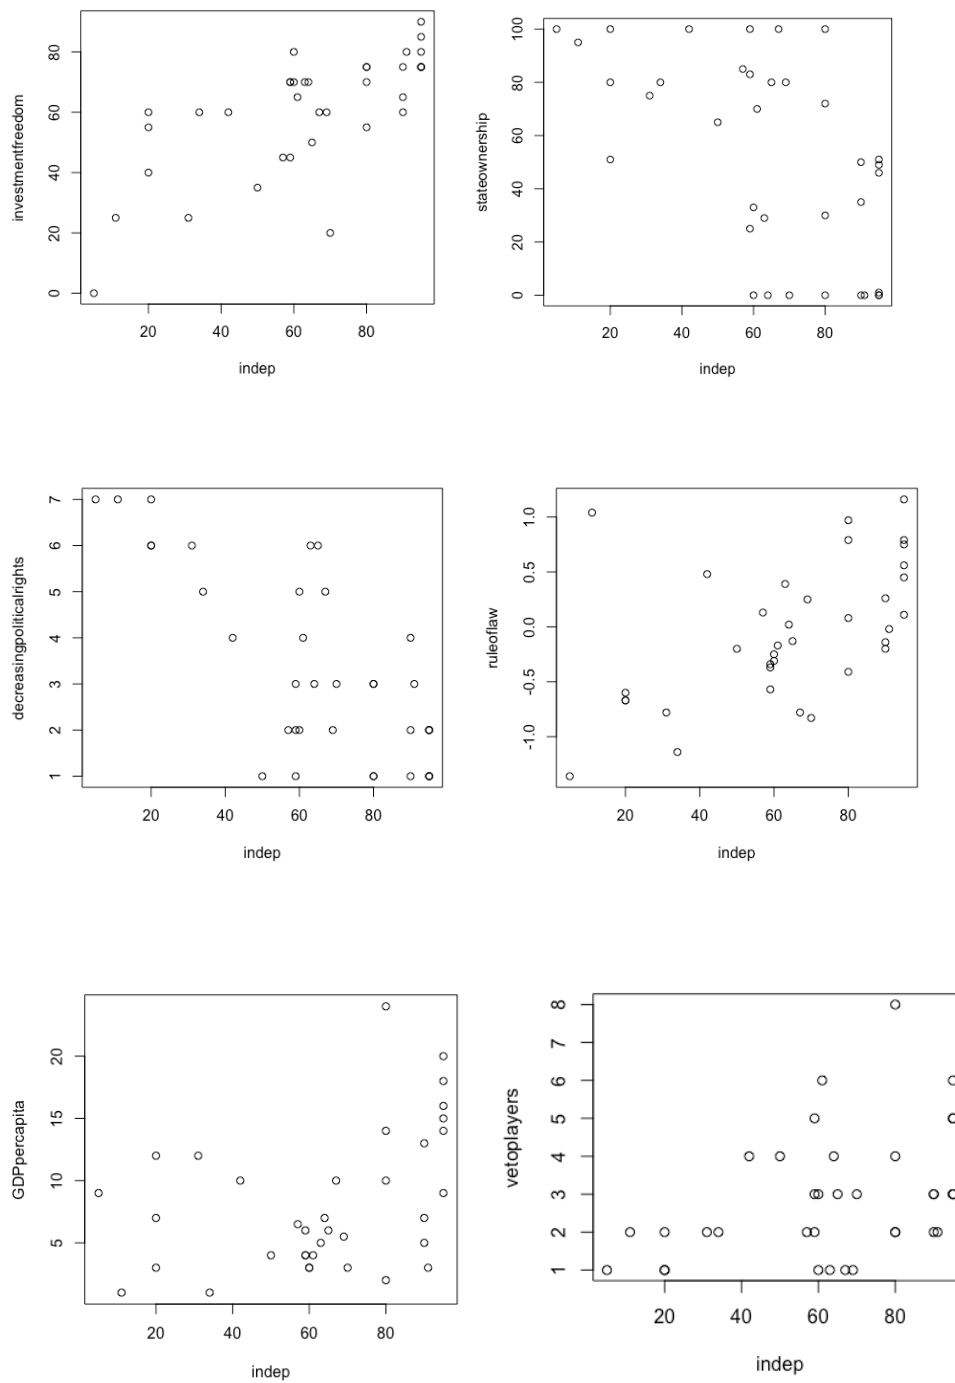 investmentfreedom
0 20 40 60 80
20 40 60 80
indep
stateownership
0 20 40 60 80 100
20 40 60 80
indep
decreasingpoliticalrights
1 2 3 4 5 6 7
20 40 60 80
indep
ruleoflaw
-1.0 -0.5 0.0 0.5 1.0
20 40 60 80
indep
GDPpercapita
5 10 15 20
20 40 60 80
indep
vetoplayers
1 2 3 4 5 6 7 8
20 40 60 80
indep